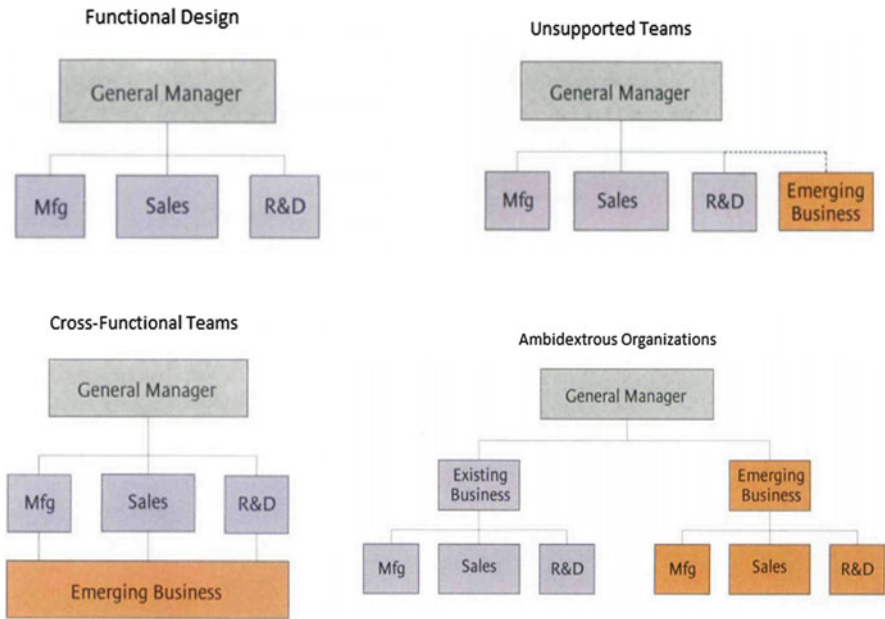 Functional Design
General Manager
Mfg
Sales
R&D
Unsupported Teams
General Manager
Mfg
Sales
R&D
Emerging
Business
Cross-Functional Teams
General Manager
Mfg
Sales
R&D
Emerging Business
Ambidextrous Organizations
General Manager
Existing
Business
Emerging
Business
Mfg
Sales
R&D
Mfg
Sales
R&D